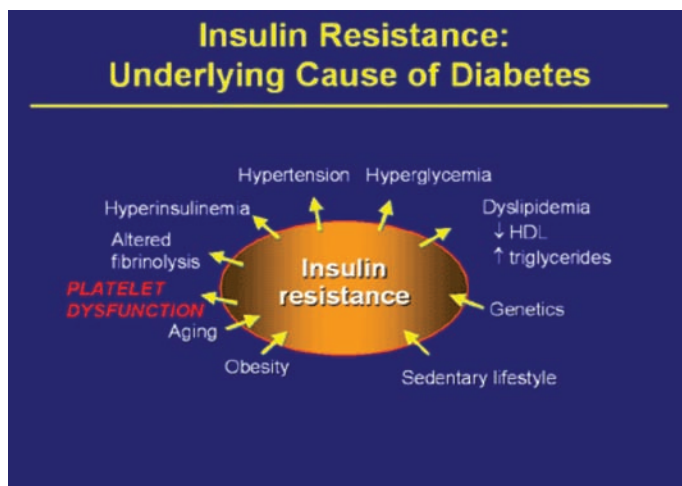 Insulin Resistance:
Underlying Cause of Diabetes
Hypertension
Hyperglycemia
Hyperinsulinemia
Dyslipidemia
↓ HDL
↑ triglycerides
Altered
fibrinolysis
Insulin
resistance
PLATELET
DYSFUNCTION
Genetics
Aging
Obesity
Sedentary lifestyle